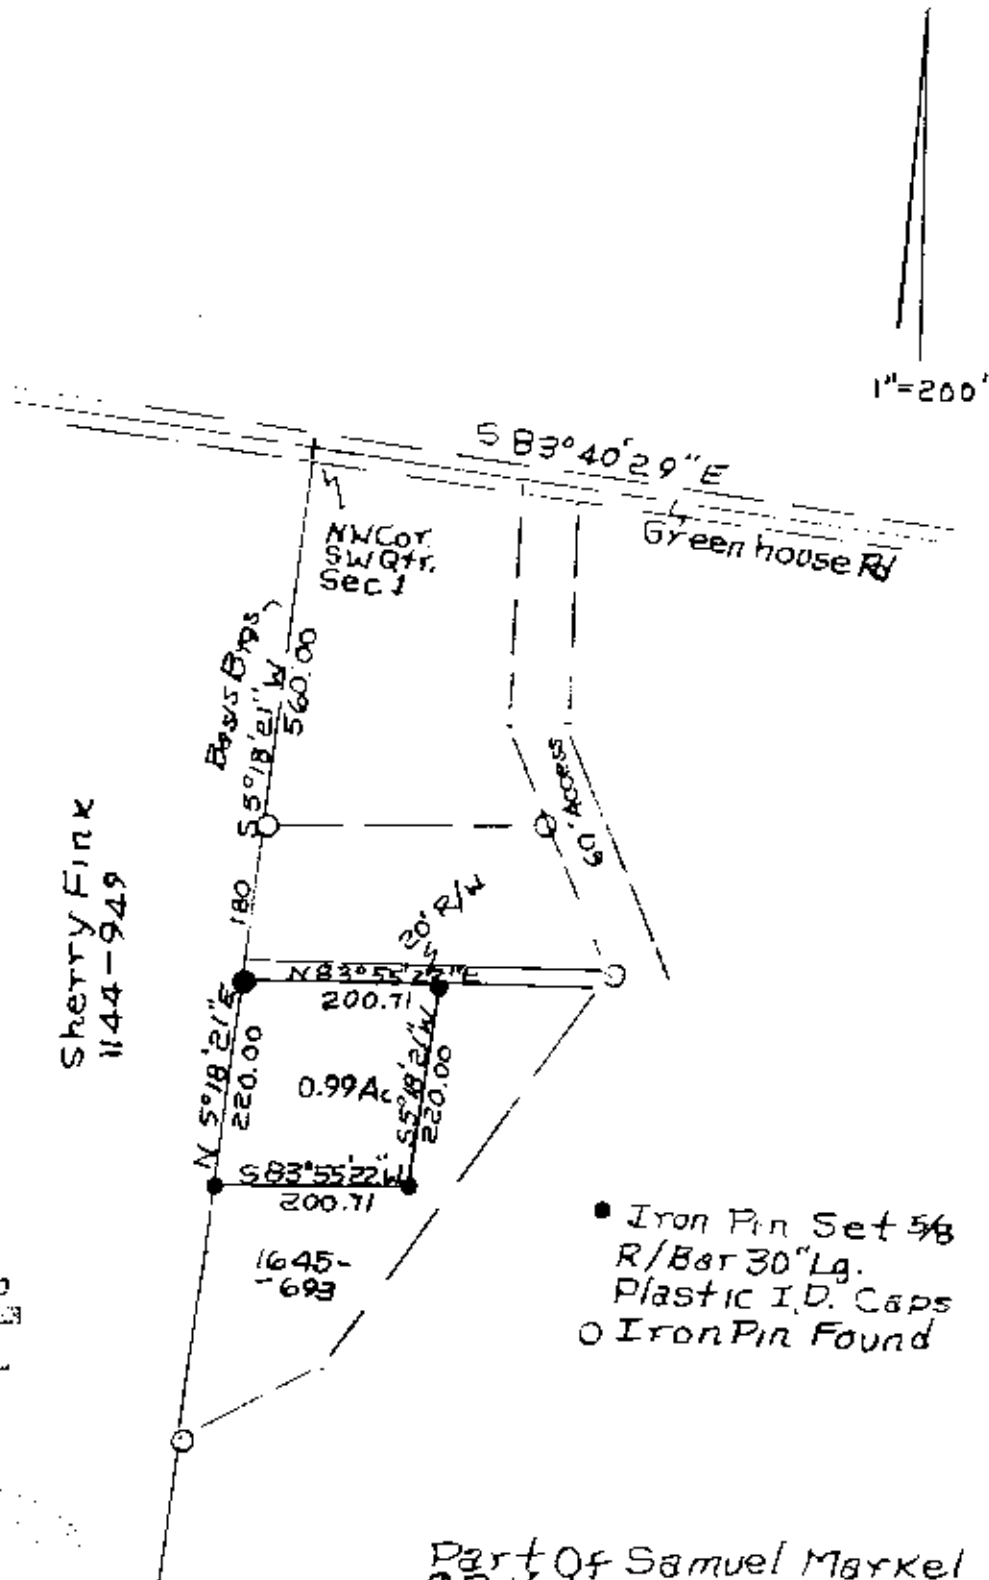 1"=200'
S 83°40'29"E
Green house Rd
NW Cor.
SW Qtr.
Sec 1
Basis Brgs
S 5°18'21" W
560.00
60' Access
Sherry Fink
1144-949
180
20' R/W
N 83°55'22"E
200.71
N 5°18'21"E
220.00
0.99 Ac
S 5°18'21"W
220.00
S 83°55'22"W
200.71
1645-
-693
Iron Pin Set 5/8
R/Bar 30" Lg.
Plastic I.D. Caps
Iron Pin Found
Part Of Samuel Markel